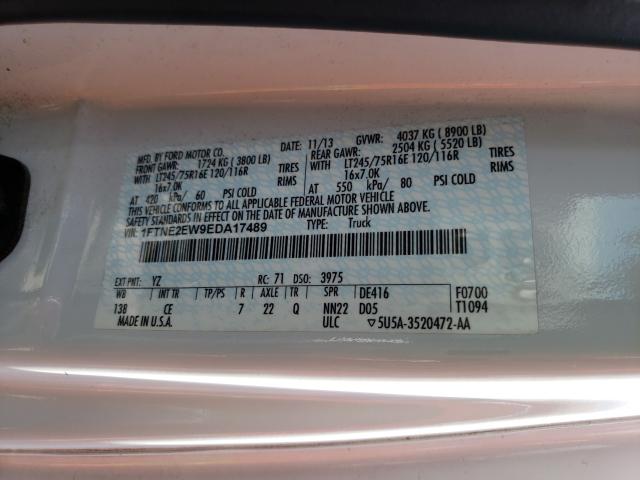 MFD. BY FORD MOTOR CO. DATE: 11/13 GVWR: 4037 KG ( 8900 LB)
FRONT GAWR: 1724 KG ( 3800 LB) REAR GAWR: 2504 KG ( 5520 LB)
WITH LT245/75R16E 120/116R TIRES WITH LT245/75R16E 120/116R TIRES
16x7.0K RIMS 16x7.0K RIMS
AT 420 kPa/ 60 PSI COLD AT 550 kPa/ 80 PSI COLD
THIS VEHICLE CONFORMS TO ALL APPLICABLE FEDERAL MOTOR VEHICLE
SAFETY STANDARDS IN EFFECT ON THE DATE OF MANUFACTURE SHOWN ABOVE.
VIN: 1FTNE2EW9EDA17489 TYPE: Truck
EXT PNT: YZ RC: 71 DSO: 3975
WB INT TR TP/PS R AXLE TR SPR DE416 F0700
138 CE 7 22 Q NN22 D05 T1094
MADE IN U.S.A. ULC 5U5A-3520472-AA